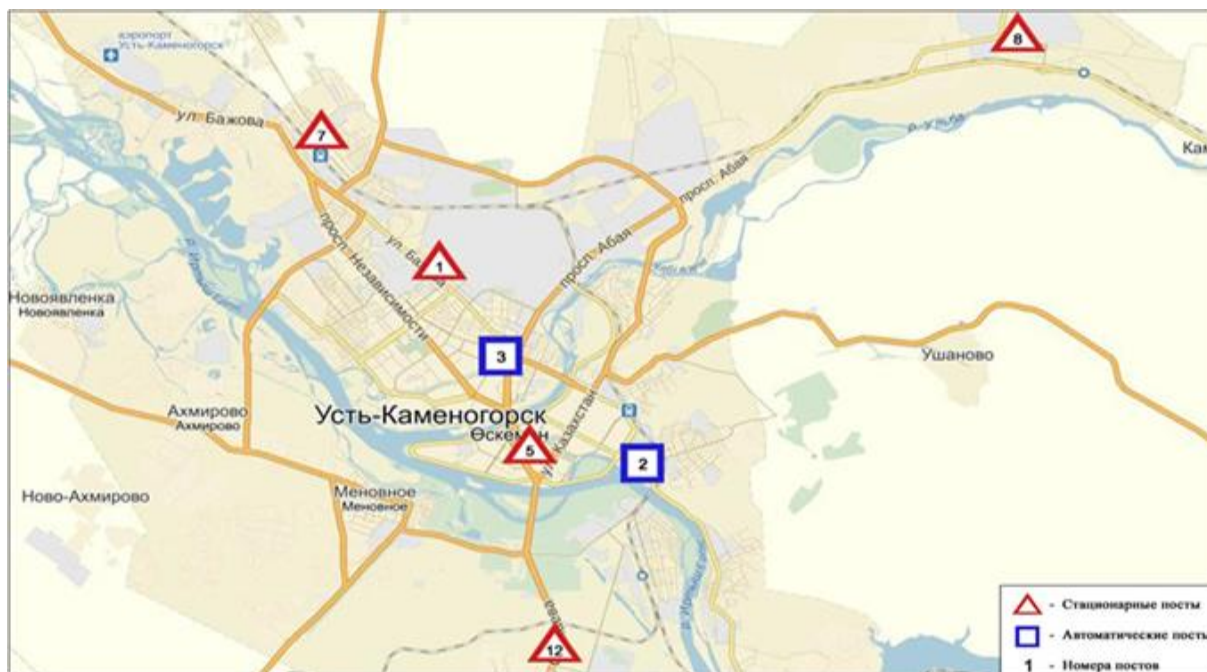 аэропорт
Усть-Каменогорск
8
ул. Бажова
7
р. Ульба
просп. Абая
ул.
1
просп. Независимости
просп. Абая
Новоявленка
Новоявленка
3
Ушаново
Усть-Каменогорск
Өскемен
Ахмирово
Ахмирово
ул. Казахстан
5
2
Ново-Ахмирово
Меновное
Меновное
12
- Стационарные посты
- Автоматические посты
1 - Номера постов